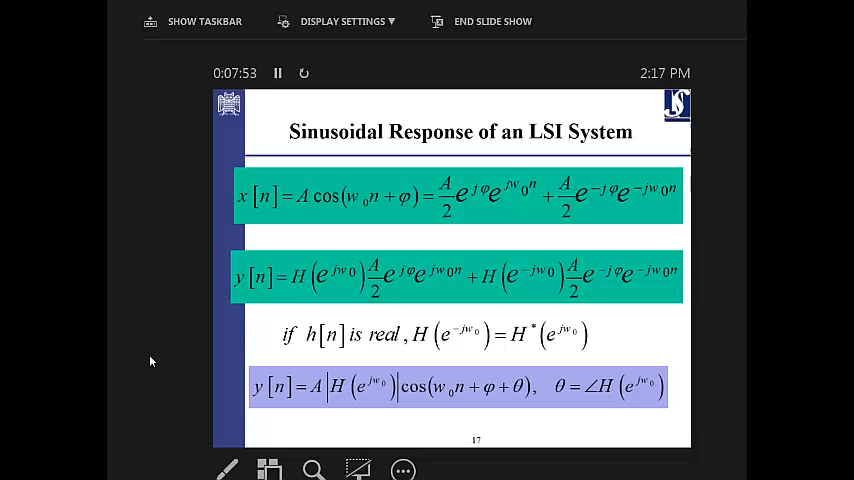 SHOW TASKBAR DISPLAY SETTINGS ▼ END SLIDE SHOW
0:07:53 2:17 PM
Sinusoidal Response of an LSI System
x[n] = A cos(w₀n + φ) = A/2 e^{jφ} e^{jw₀n} + A/2 e^{−jφ} e^{−jw₀n}
y[n] = H(e^{jw₀}) A/2 e^{jφ} e^{jw₀n} + H(e^{−jw₀}) A/2 e^{−jφ} e^{−jw₀n}
if h[n] is real, H(e^{−jw₀}) = H*(e^{jw₀})
y[n] = A|H(e^{jw₀})|cos(w₀n + φ + θ), θ = ∠H(e^{jw₀})
17